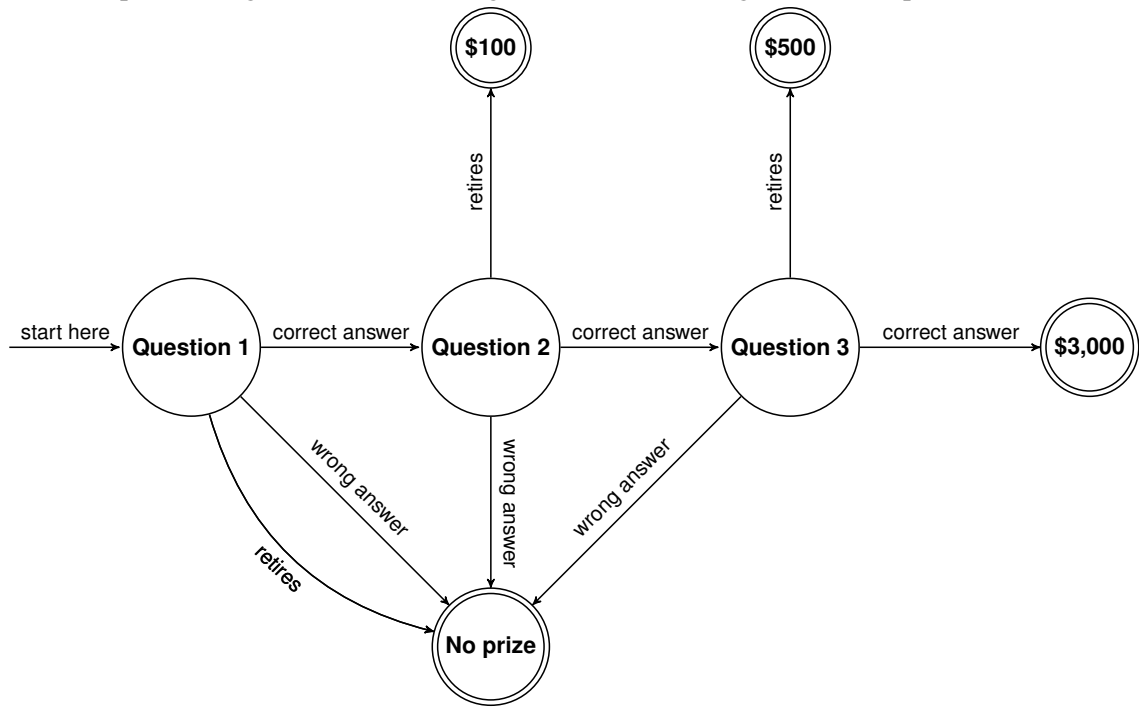 $100
$500
retires
retires
start here
Question 1
correct answer
Question 2
correct answer
Question 3
correct answer
$3,000
wrong answer
wrong answer
wrong answer
retires
No prize